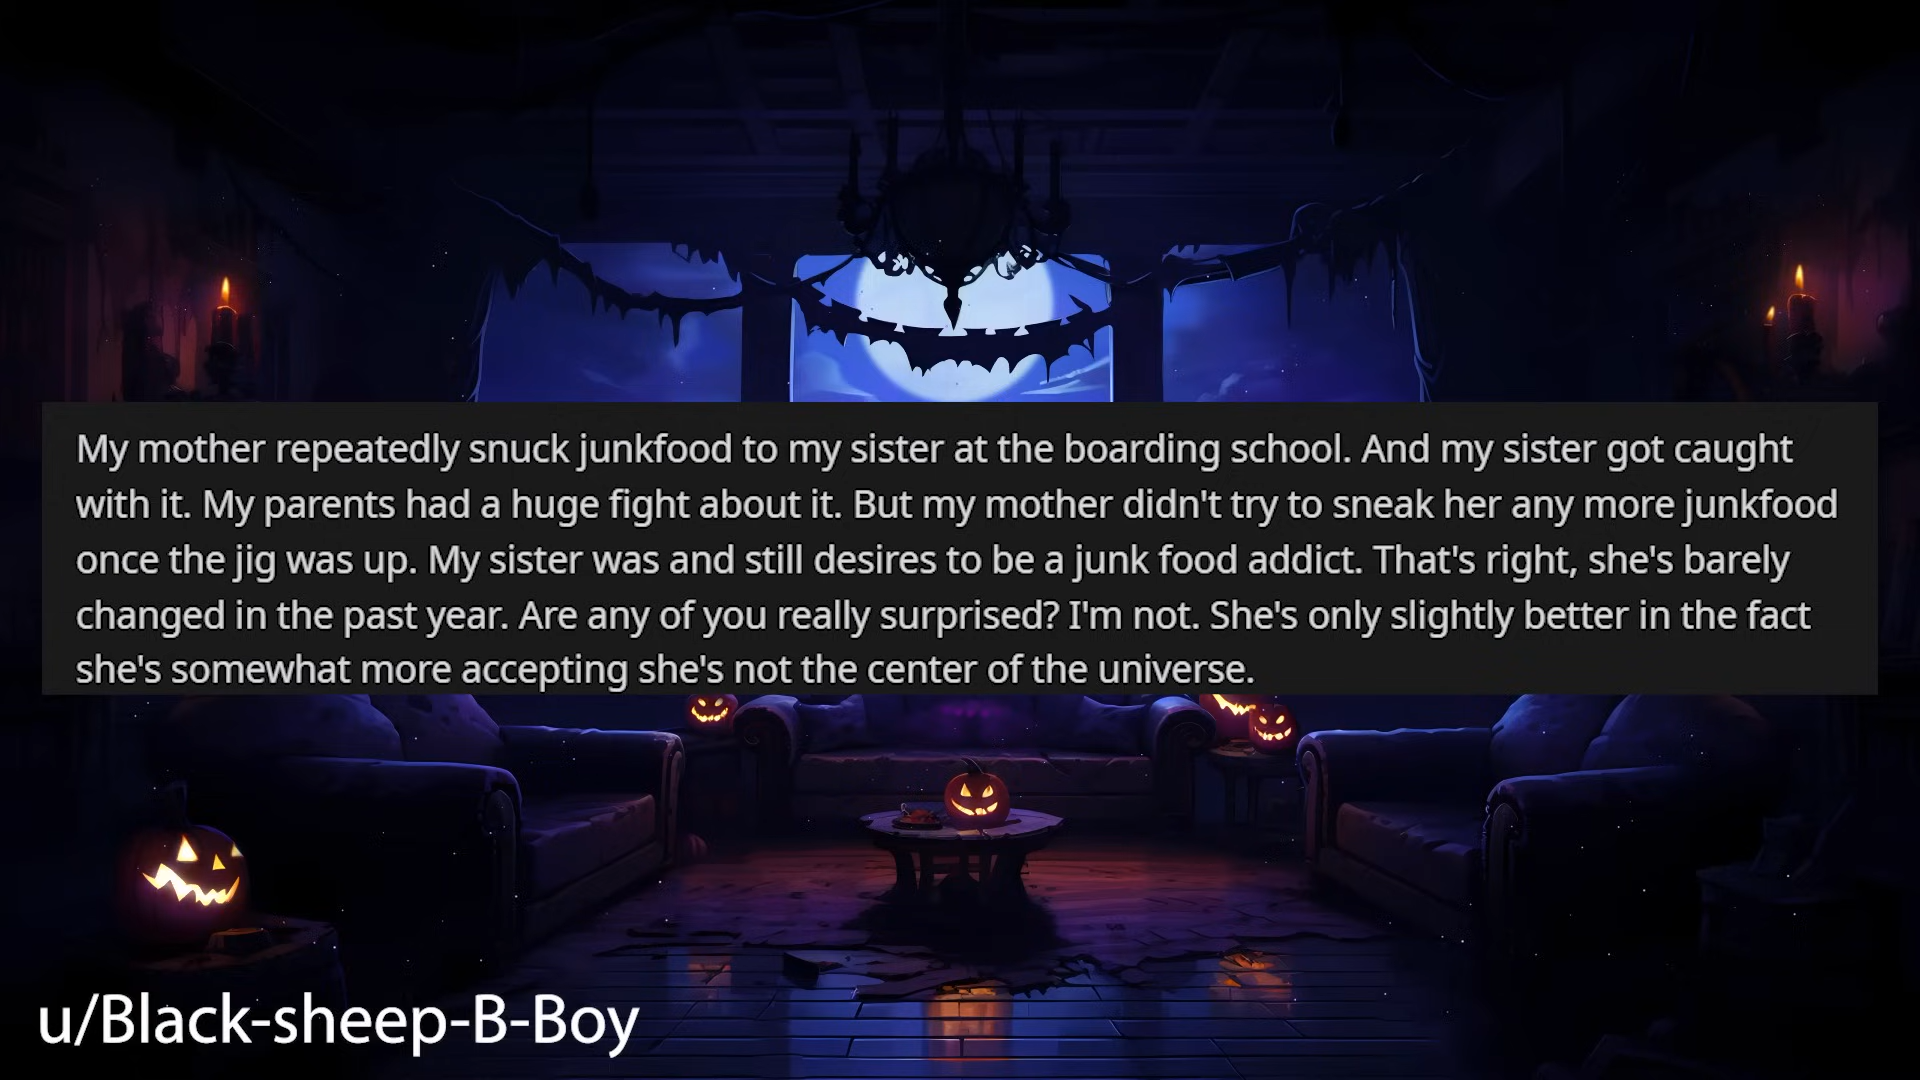 My mother repeatedly snuck junkfood to my sister at the boarding school. And my sister got caught
with it. My parents had a huge fight about it. But my mother didn't try to sneak her any more junkfood
once the jig was up. My sister was and still desires to be a junk food addict. That's right, she's barely
changed in the past year. Are any of you really surprised? I'm not. She's only slightly better in the fact
she's somewhat more accepting she's not the center of the universe.
u/Black-sheep-B-Boy